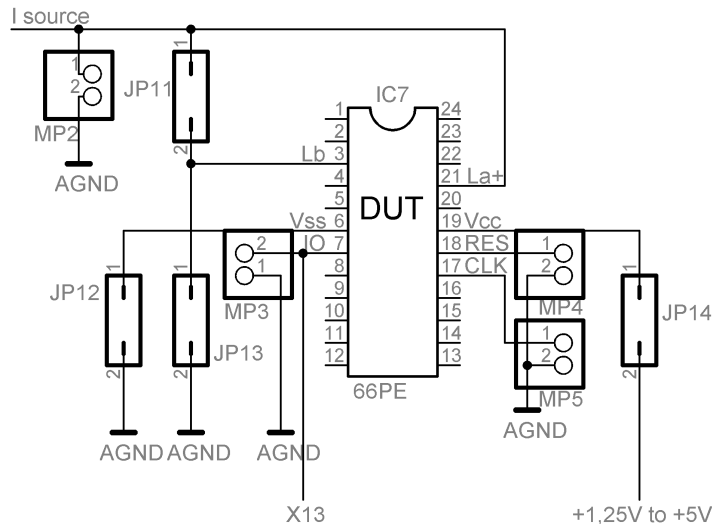 I source
1
2
MP2
AGND
1
JP11
2
IC7
DUT
66PE
1
2
Lb 3
4
5
Vss 6
IO 7
8
9
10
11
12
24
23
22
21 La+
20
19 Vcc
18 RES
17 CLK
16
15
14
13
2
1
MP3
1
JP12
2
1
JP13
2
1
2
MP4
1
2
MP5
1
JP14
2
AGND
AGND
AGND
AGND
X13
+1,25V to +5V